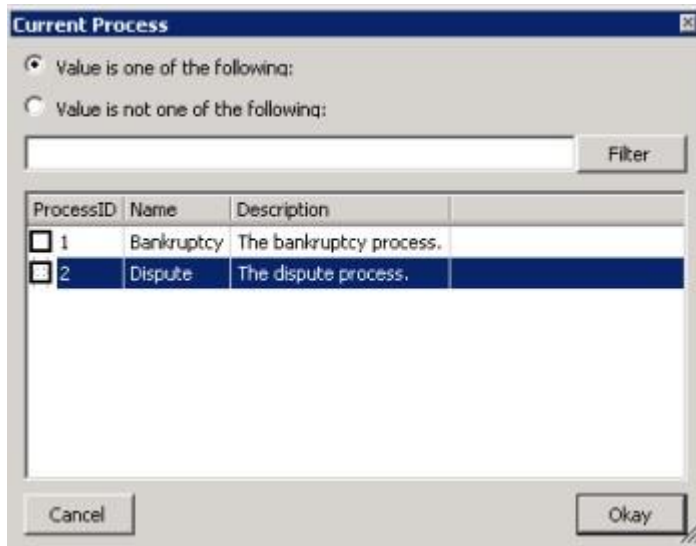 Current Process
Value is one of the following:
Value is not one of the following:
Filter
ProcessID Name Description
1 Bankruptcy The bankruptcy process.
2 Dispute The dispute process.
Cancel Okay